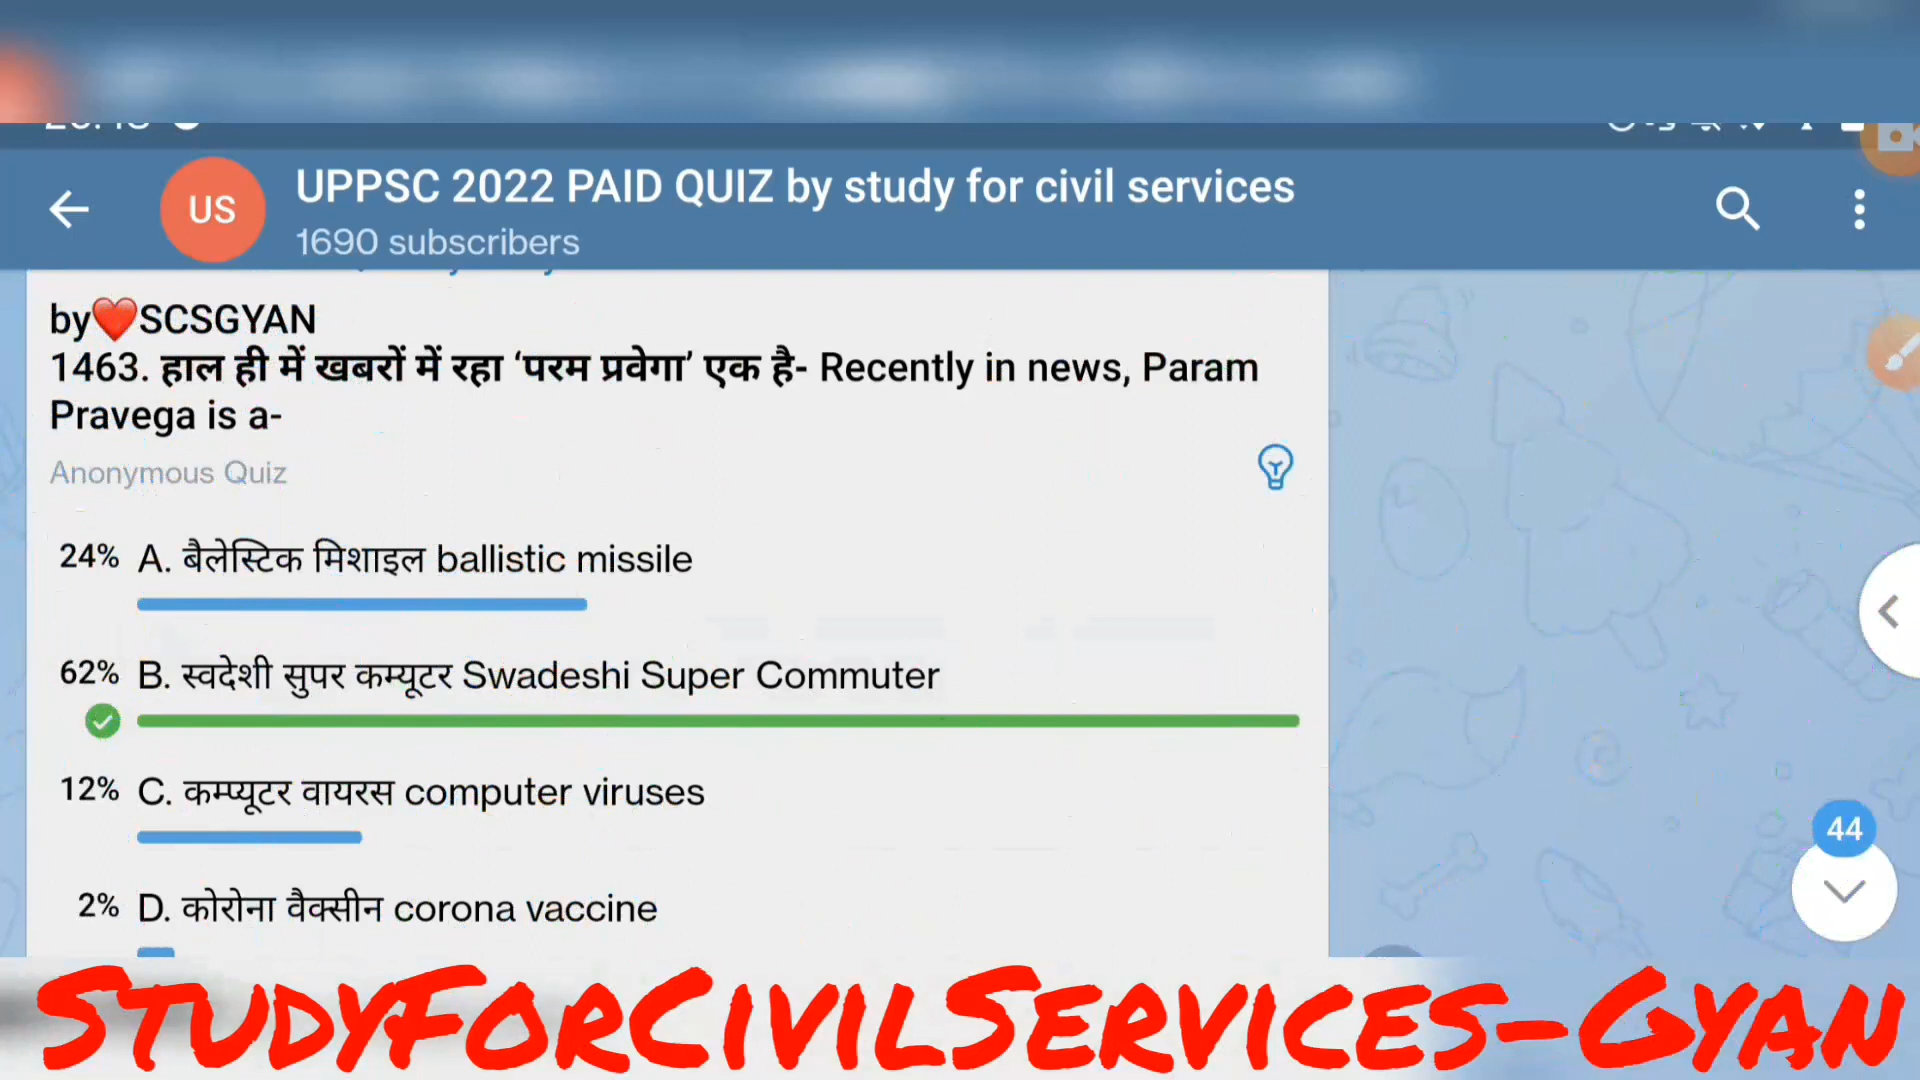 UPPSC 2022 PAID QUIZ by study for civil services
US
1690 subscribers
by❤️SCSGYAN
1463. हाल ही में खबरों में रहा ‘परम प्रवेगा’ एक है- Recently in news, Param
Pravega is a-
Anonymous Quiz
24% A. बैलेस्टिक मिशाइल ballistic missile
62% B. स्वदेशी सुपर कम्यूटर Swadeshi Super Commuter
12% C. कम्प्यूटर वायरस computer viruses
44
2% D. कोरोना वैक्सीन corona vaccine
STUDYFORCIVILSERVICES-GYAN